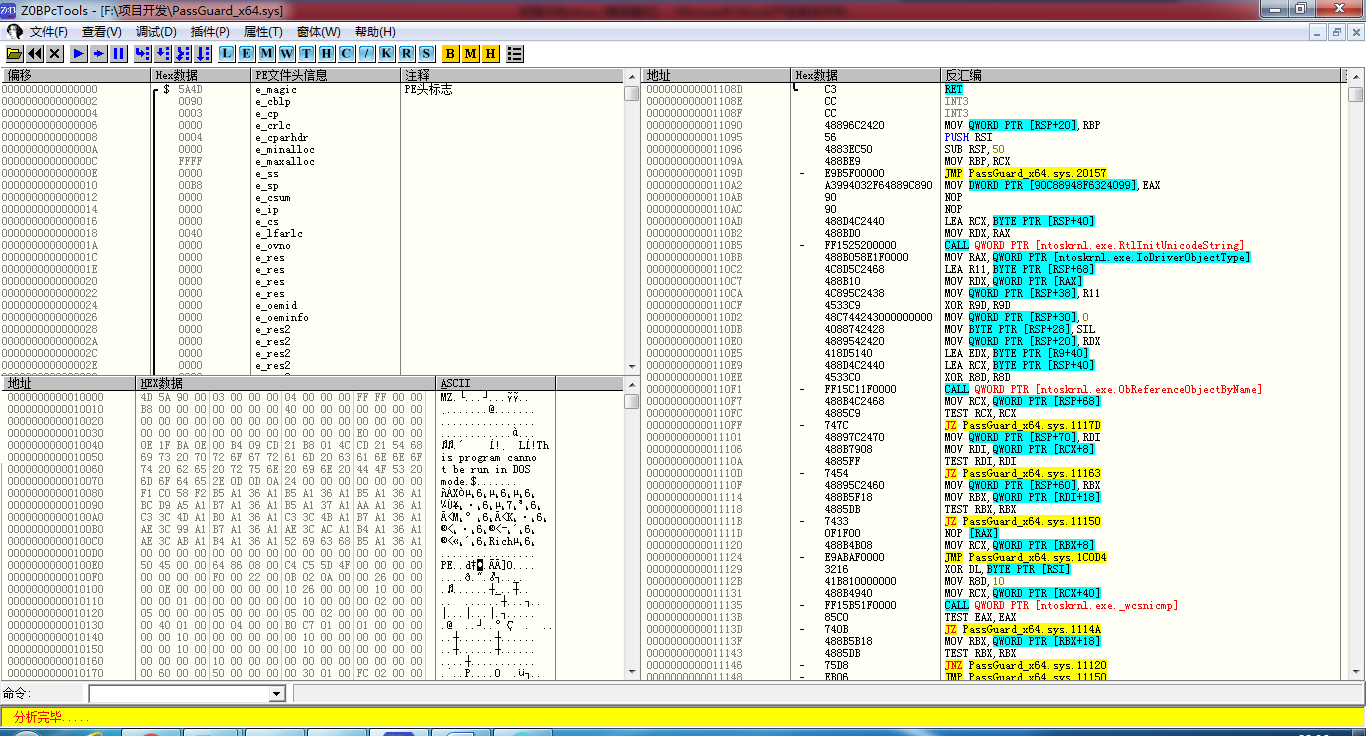 Z0BPcTools - [F:\项目开发\PassGuard_x64.sys]
文件(F) 查看(V) 调试(D) 插件(P) 属性(T) 窗体(W) 帮助(H)
L E M W T H C / K R S B M H
偏移 Hex数据 PE文件头信息 注释
0000000000000000 $ 5A4D e_magic PE头标志
0000000000000002 0090 e_cblp
0000000000000004 0003 e_cp
0000000000000006 0000 e_crlc
0000000000000008 0004 e_cparhdr
000000000000000A 0000 e_minalloc
000000000000000C FFFF e_maxalloc
000000000000000E 0000 e_ss
0000000000000010 00B8 e_sp
0000000000000012 0000 e_csum
0000000000000014 0000 e_ip
0000000000000016 0000 e_cs
0000000000000018 0040 e_lfarlc
000000000000001A 0000 e_ovno
000000000000001C 0000 e_res
000000000000001E 0000 e_res
0000000000000020 0000 e_res
0000000000000022 0000 e_res
0000000000000024 0000 e_oemid
0000000000000026 0000 e_oeminfo
0000000000000028 0000 e_res2
000000000000002A 0000 e_res2
000000000000002C 0000 e_res2
000000000000002E 0000 e_res2
地址 HEX数据 ASCII
0000000000010000 4D 5A 90 00 03 00 00 00 04 00 00 00 FF FF 00 00
0000000000010010 B8 00 00 00 00 00 00 00 40 00 00 00 00 00 00 00 ........@.......
0000000000010020 00 00 00 00 00 00 00 00 00 00 00 00 00 00 00 00 ................
0000000000010030 00 00 00 00 00 00 00 00 00 00 00 00 E0 00 00 00 ............à...
0000000000010040 0E 1F BA 0E 00 B4 09 CD 21 B8 01 4C CD 21 54 68
0000000000010050 69 73 20 70 72 6F 67 72 61 6D 20 63 61 6E 6E 6F is program canno
0000000000010060 74 20 62 65 20 72 75 6E 20 69 6E 20 44 4F 53 20 t be run in DOS
0000000000010070 6D 6F 64 65 2E 0D 0D 0A 24 00 00 00 00 00 00 00 mode.$.......
0000000000010080 F1 C0 58 F2 B5 A1 36 A1 B5 A1 36 A1 B5 A1 36 A1
0000000000010090 BC D9 A5 A1 B7 A1 36 A1 B5 A1 37 A1 AA A1 36 A1
00000000000100A0 C3 3C 4D A1 B0 A1 36 A1 C3 3C 4B A1 B7 A1 36 A1
00000000000100B0 AE 3C 99 A1 B7 A1 36 A1 AE 3C AC A1 B4 A1 36 A1
00000000000100C0 AE 3C AB A1 B4 A1 36 A1 52 69 63 68 B5 A1 36 A1
00000000000100D0 00 00 00 00 00 00 00 00 00 00 00 00 00 00 00 00 ................
00000000000100E0 50 45 00 00 64 86 08 00 C4 C5 5D 4F 00 00 00 00
00000000000100F0 00 00 00 00 F0 00 22 00 0B 02 0A 00 00 26 00 00
0000000000010100 00 0E 00 00 00 00 00 00 10 26 00 00 00 10 00 00
0000000000010110 00 00 01 00 00 00 00 00 00 10 00 00 00 02 00 00
0000000000010120 05 00 02 00 05 00 02 00 05 00 02 00 00 00 00 00
0000000000010130 00 40 01 00 00 04 00 00 B0 C7 01 00 01 00 00 00
0000000000010140 00 00 10 00 00 00 00 00 00 10 00 00 00 00 00 00
0000000000010150 00 00 10 00 00 00 00 00 00 10 00 00 00 00 00 00
0000000000010160 00 00 00 00 10 00 00 00 00 00 00 00 00 00 00 00
0000000000010170 00 60 00 00 50 00 00 00 00 30 01 00 FC 02 00 00
地址 Hex数据 反汇编
000000000001108D C3 RET
000000000001108E CC INT3
000000000001108F CC INT3
0000000000011090 48896C2420 MOV QWORD PTR [RSP+20],RBP
0000000000011095 56 PUSH RSI
0000000000011096 4883EC50 SUB RSP,50
000000000001109A 488BE9 MOV RBP,RCX
000000000001109D - E9B5F00000 JMP PassGuard_x64.sys.20157
00000000000110A2 A3994032F64889C890 MOV DWORD PTR [90C88948F6324099],EAX
00000000000110AB 90 NOP
00000000000110AC 90 NOP
00000000000110AD 488D4C2440 LEA RCX,BYTE PTR [RSP+40]
00000000000110B2 488BD0 MOV RDX,RAX
00000000000110B5 - FF1525200000 CALL QWORD PTR [ntoskrnl.exe.RtlInitUnicodeString]
00000000000110BB 488B058E1F0000 MOV RAX,QWORD PTR [ntoskrnl.exe.IoDriverObjectType]
00000000000110C2 4C8D5C2468 LEA R11,BYTE PTR [RSP+68]
00000000000110C7 488B10 MOV RDX,QWORD PTR [RAX]
00000000000110CA 4C895C2438 MOV QWORD PTR [RSP+38],R11
00000000000110CF 4533C9 XOR R9D,R9D
00000000000110D2 48C744243000000000 MOV QWORD PTR [RSP+30],0
00000000000110DB 4088742428 MOV BYTE PTR [RSP+28],SIL
00000000000110E0 4889542420 MOV QWORD PTR [RSP+20],RDX
00000000000110E5 418D5140 LEA EDX,BYTE PTR [R9+40]
00000000000110E9 488D4C2440 LEA RCX,BYTE PTR [RSP+40]
00000000000110EE 4533C0 XOR R8D,R8D
00000000000110F1 - FF15C11F0000 CALL QWORD PTR [ntoskrnl.exe.ObReferenceObjectByName]
00000000000110F7 488B4C2468 MOV RCX,QWORD PTR [RSP+68]
00000000000110FC 4885C9 TEST RCX,RCX
00000000000110FF - 747C JZ PassGuard_x64.sys.1117D
0000000000011101 48897C2470 MOV QWORD PTR [RSP+70],RDI
0000000000011106 488B7908 MOV RDI,QWORD PTR [RCX+8]
000000000001110A 4885FF TEST RDI,RDI
000000000001110D - 7454 JZ PassGuard_x64.sys.11163
000000000001110F 48895C2460 MOV QWORD PTR [RSP+60],RBX
0000000000011114 488B5F18 MOV RBX,QWORD PTR [RDI+18]
0000000000011118 4885DB TEST RBX,RBX
000000000001111B - 7433 JZ PassGuard_x64.sys.11150
000000000001111D 0F1F00 NOP [RAX]
0000000000011120 488B4B08 MOV RCX,QWORD PTR [RBX+8]
0000000000011124 - E9ABAF0000 JMP PassGuard_x64.sys.1C0D4
0000000000011129 3216 XOR DL,BYTE PTR [RSI]
000000000001112B 41B810000000 MOV R8D,10
0000000000011131 488B4940 MOV RCX,QWORD PTR [RCX+40]
0000000000011135 - FF15B51F0000 CALL QWORD PTR [ntoskrnl.exe._wcsnicmp]
000000000001113B 85C0 TEST EAX,EAX
000000000001113D - 740B JZ PassGuard_x64.sys.1114A
000000000001113F 488B5B18 MOV RBX,QWORD PTR [RBX+18]
0000000000011143 4885DB TEST RBX,RBX
0000000000011146 - 75D8 JNZ PassGuard_x64.sys.11120
0000000000011148 - EB06 JMP PassGuard_x64.sys.11150
命令:
分析完毕.....